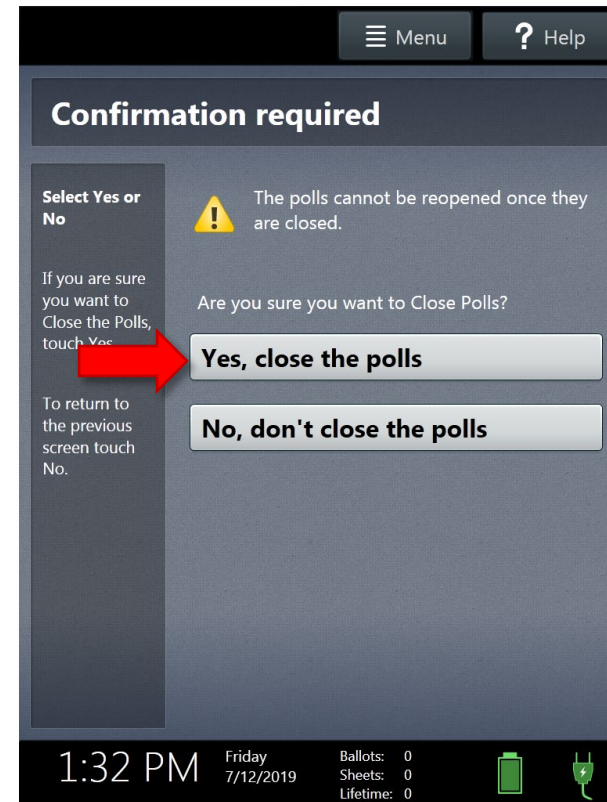 Menu
? Help
Confirmation required
Select Yes or
No
If you are sure
you want to
Close the Polls,
touch Yes
To return to
the previous
screen touch
No.
The polls cannot be reopened once they
are closed.
Are you sure you want to Close Polls?
Yes, close the polls
No, don't close the polls
1:32 PM
Friday
7/12/2019
Ballots: 0
Sheets: 0
Lifetime: 0